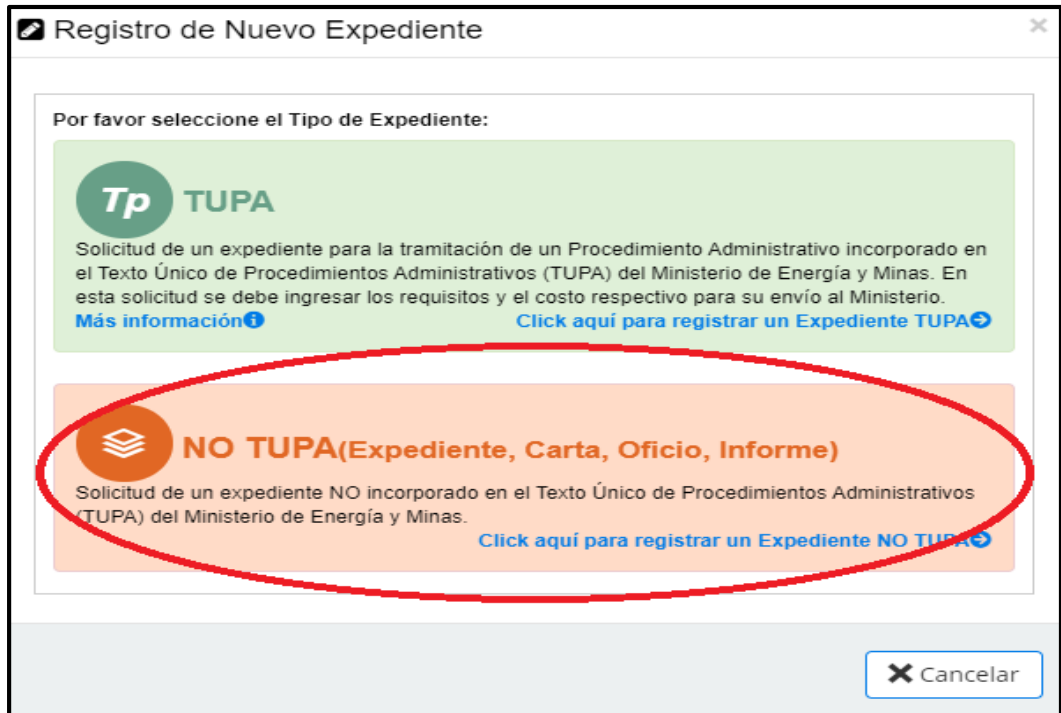 Registro de Nuevo Expediente
×
Por favor seleccione el Tipo de Expediente:
Tp TUPA
Solicitud de un expediente para la tramitación de un Procedimiento Administrativo incorporado en
el Texto Único de Procedimientos Administrativos (TUPA) del Ministerio de Energía y Minas. En
esta solicitud se debe ingresar los requisitos y el costo respectivo para su envío al Ministerio.
Más información Click aquí para registrar un Expediente TUPA
NO TUPA(Expediente, Carta, Oficio, Informe)
Solicitud de un expediente NO incorporado en el Texto Único de Procedimientos Administrativos
(TUPA) del Ministerio de Energía y Minas.
Click aquí para registrar un Expediente NO TUPA
Cancelar